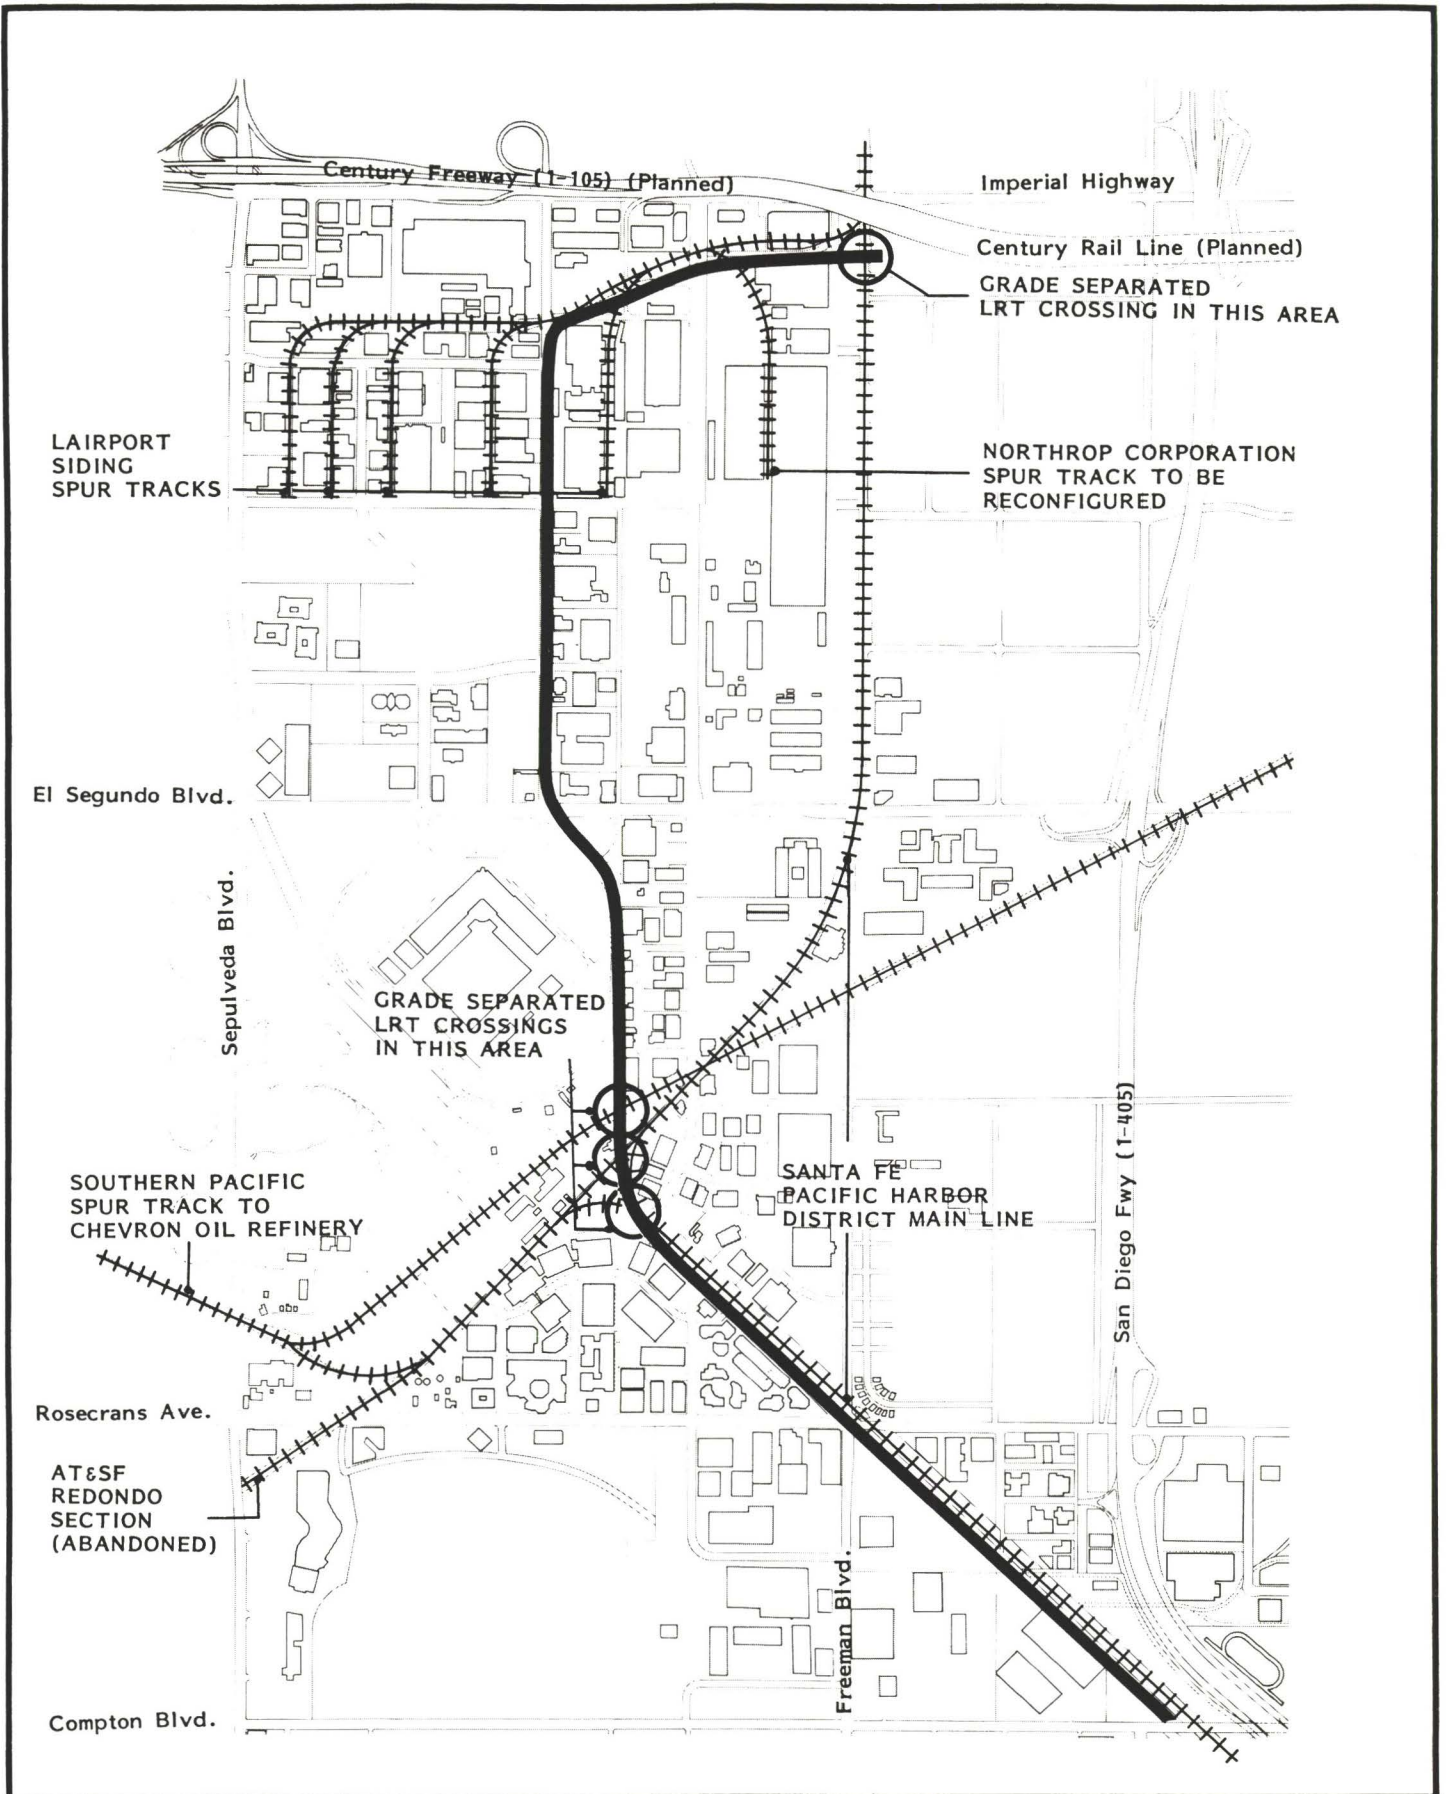 Century Freeway (1-105) (Planned)
Imperial Highway
Century Rail Line (Planned)
GRADE SEPARATED
LRT CROSSING IN THIS AREA
LAIRPORT
SIDING
SPUR TRACKS
NORTHROP CORPORATION
SPUR TRACK TO BE
RECONFIGURED
El Segundo Blvd.
Sepulveda Blvd.
GRADE SEPARATED
LRT CROSSINGS
IN THIS AREA
SOUTHERN PACIFIC
SPUR TRACK TO
CHEVRON OIL REFINERY
SANTA FE
PACIFIC HARBOR
DISTRICT MAIN LINE
San Diego Fwy (1-405)
Rosecrans Ave.
AT&SF
REDONDO
SECTION
(ABANDONED)
Freeman Blvd.
Compton Blvd.